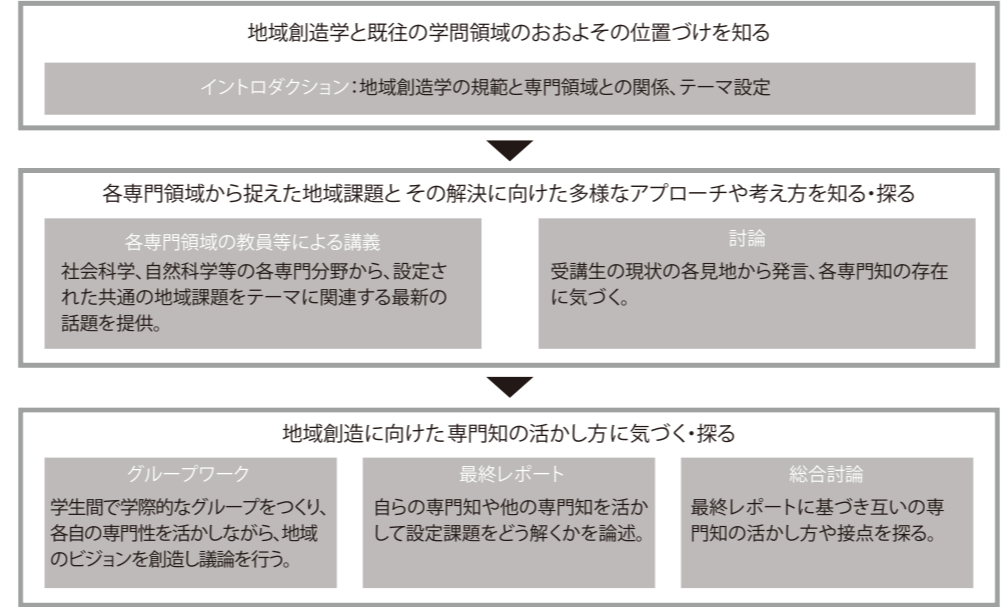 地域創造学と既往の学問領域のおおよその位置づけを知る
イントロダクション：地域創造学の規範と専門領域との関係、テーマ設定
各専門領域から捉えた地域課題と その解決に向けた多様なアプローチや考え方を知る・探る
各専門領域の教員等による講義
社会科学、自然科学等の各専門分野から、設定さ
れた共通の地域課題をテーマに関連する最新の
話題を提供。
討論
受講生の現状の各見地から発言、各専門知の存在
に気づく。
地域創造に向けた専門知の活かし方に気づく・探る
グループワーク
学生間で学際的なグループをつくり、
各自の専門性を活かしながら、地域
のビジョンを創造し議論を行う。
最終レポート
自らの専門知や他の専門知を活か
して設定課題をどう解くかを論述。
総合討論
最終レポートに基づき互いの専
門知の活かし方や接点を探る。